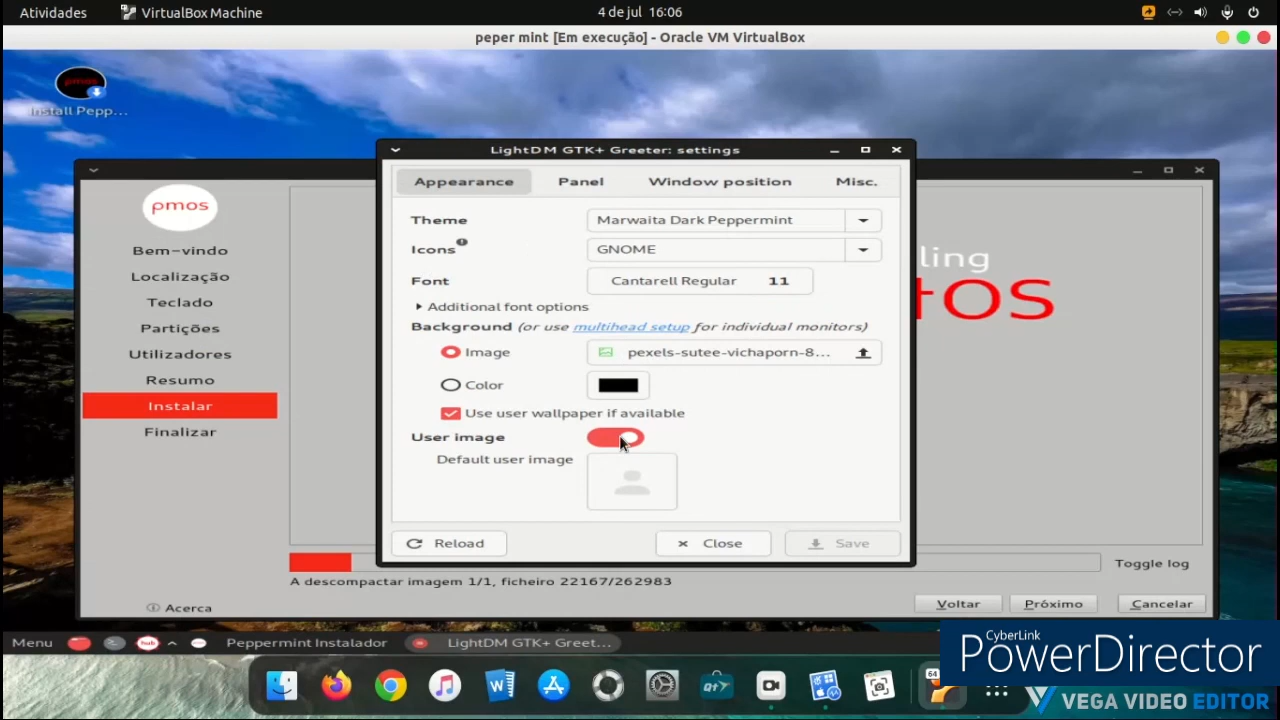 Atividades VirtualBox Machine 4 de jul 16:06
peper mint [Em execução] - Oracle VM VirtualBox
pmos
Install Pepp...
LightDM GTK+ Greeter: settings
Appearance Panel Window position Misc.
pmos
Bem-vindo
Localização
Teclado
Partições
Utilizadores
Resumo
Instalar
Finalizar
Theme Marwaita Dark Peppermint
Icons GNOME
Font Cantarell Regular 11
Additional font options
Background (or use multihead setup for individual monitors)
Image pexels-sutee-vichaporn-8...
Color
Use user wallpaper if available
User image
Default user image
Reload Close Save
ling
tOS
Toggle log
A descompactar imagem 1/1, ficheiro 22167/262983
Acerca
Voltar Próximo Cancelar
Menu hub Peppermint Instalador LightDM GTK+ Greet...
CyberLink
PowerDirector
64
VEGA VIDEO EDITOR